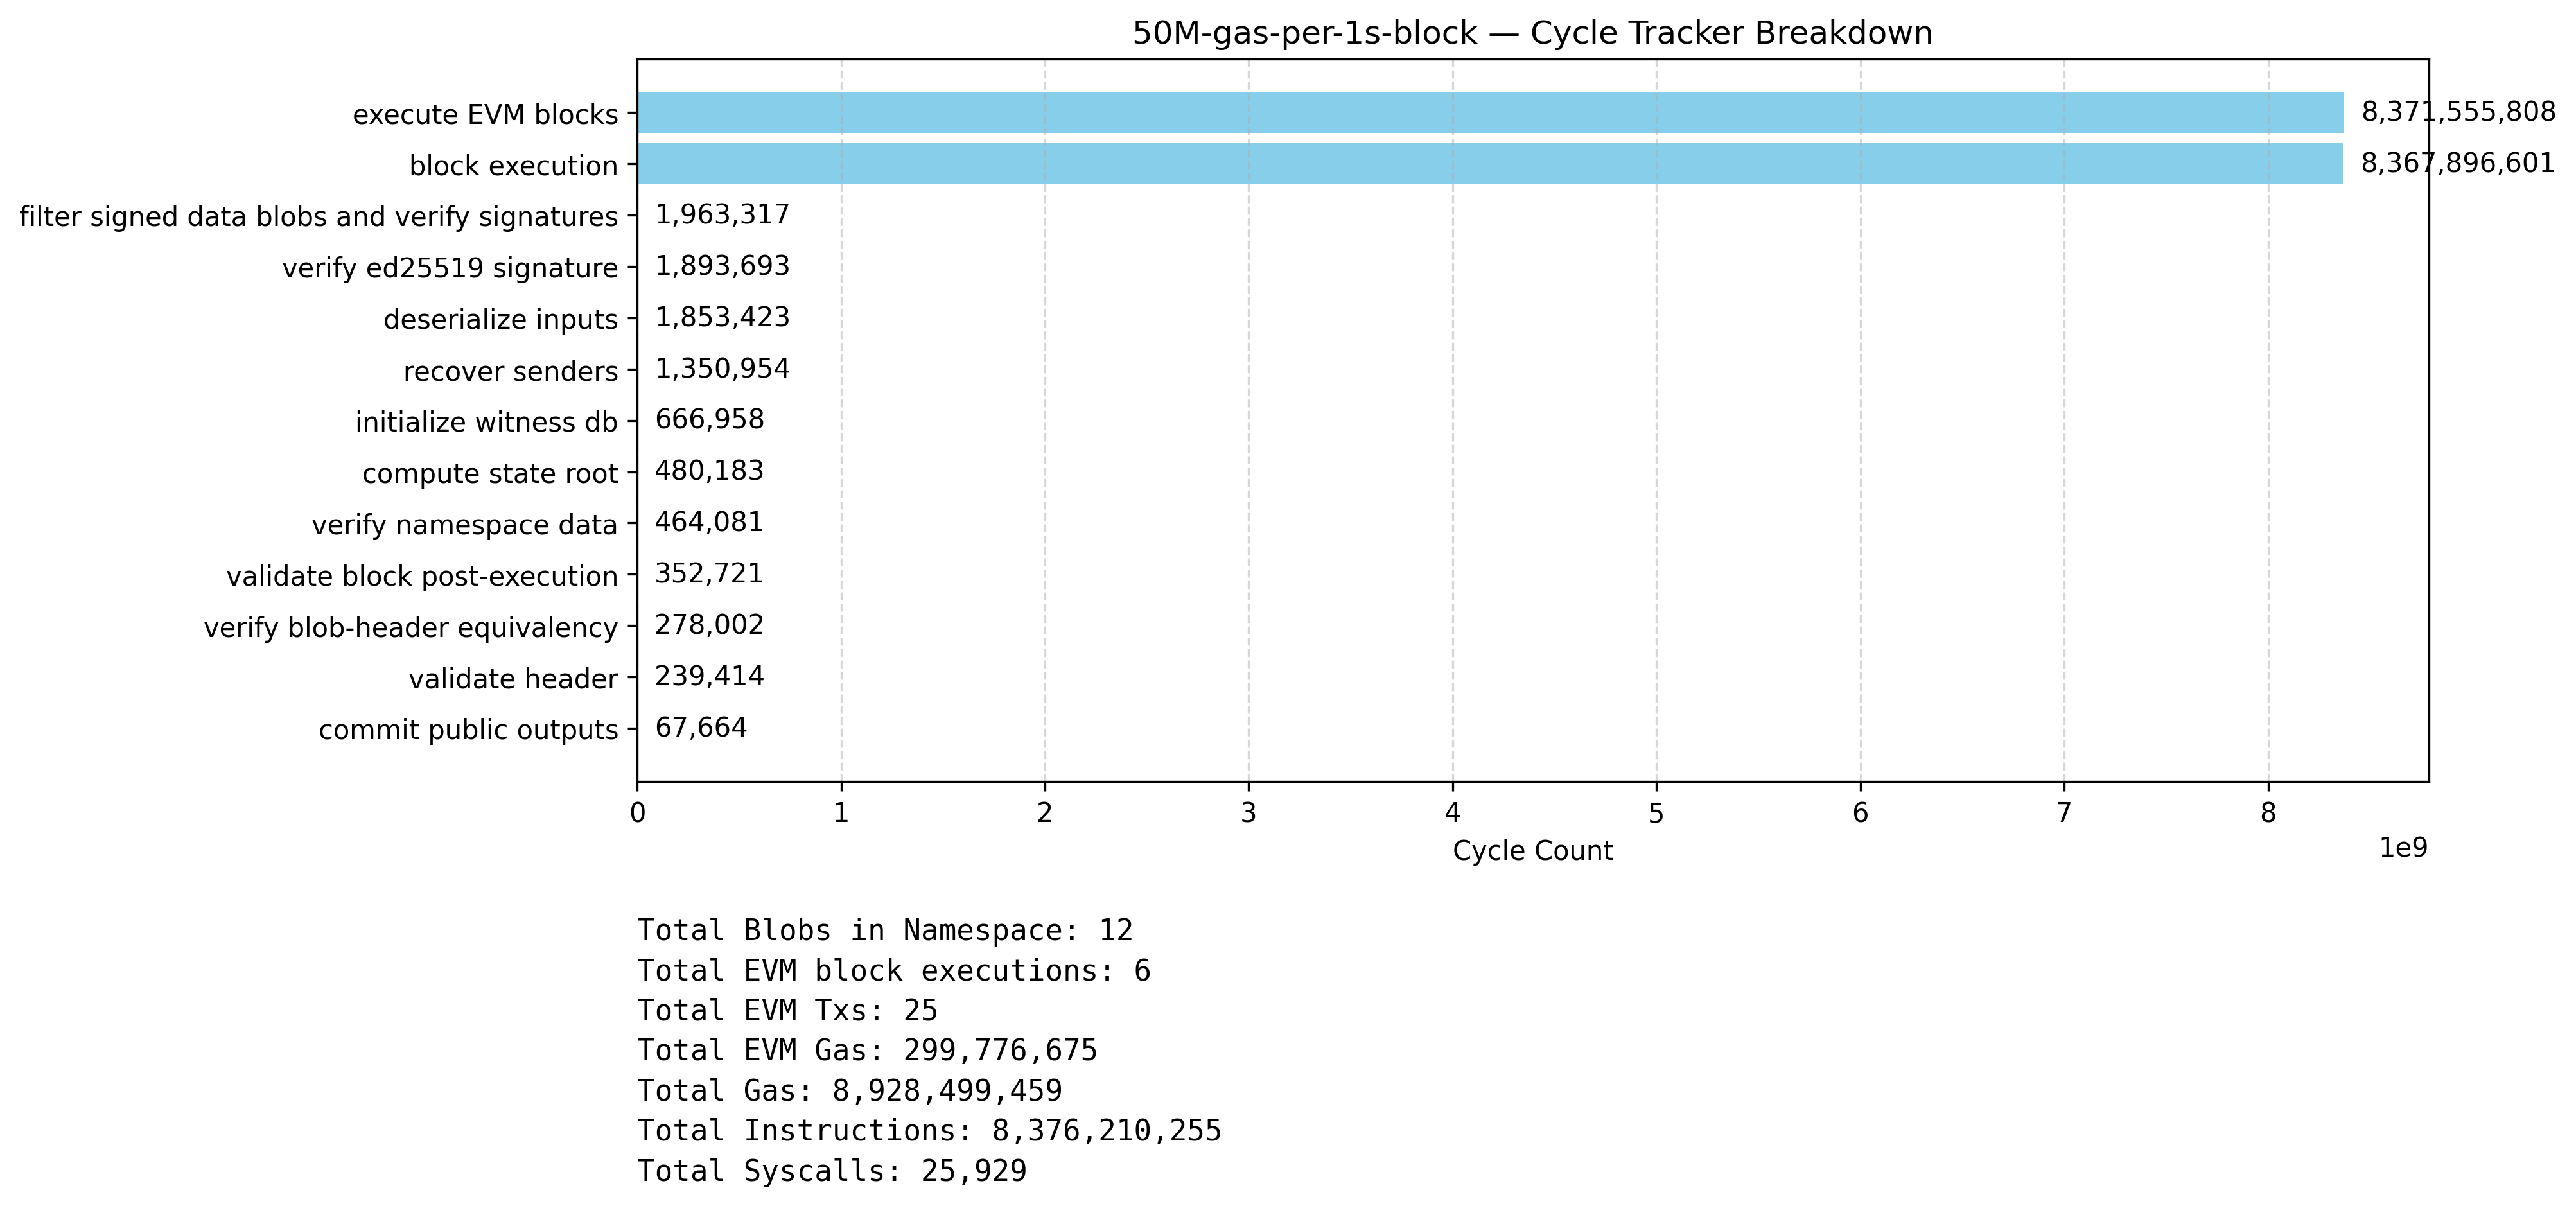 50M-gas-per-1s-block — Cycle Tracker Breakdown
execute EVM blocks 8,371,555,808
block execution 8,367,896,601
filter signed data blobs and verify signatures 1,963,317
verify ed25519 signature 1,893,693
deserialize inputs 1,853,423
recover senders 1,350,954
initialize witness db 666,958
compute state root 480,183
verify namespace data 464,081
validate block post-execution 352,721
verify blob-header equivalency 278,002
validate header 239,414
commit public outputs 67,664
0 1 2 3 4 5 6 7 8
Cycle Count 1e9
Total Blobs in Namespace: 12
Total EVM block executions: 6
Total EVM Txs: 25
Total EVM Gas: 299,776,675
Total Gas: 8,928,499,459
Total Instructions: 8,376,210,255
Total Syscalls: 25,929